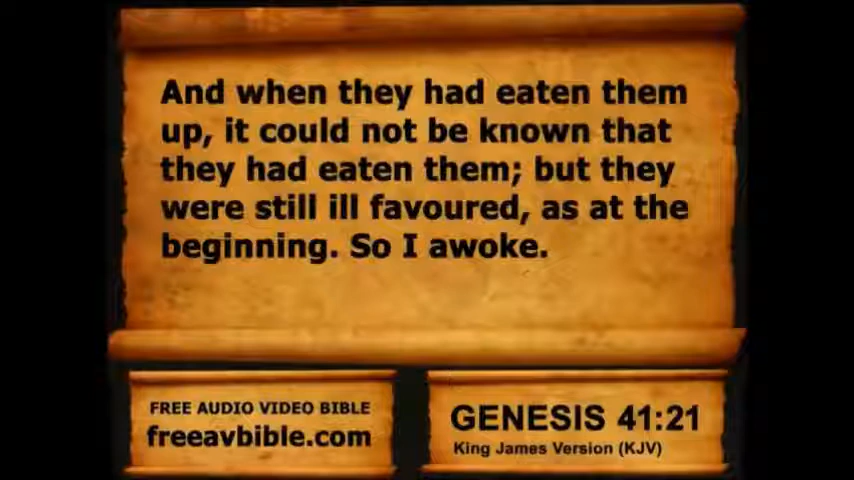 And when they had eaten them
up, it could not be known that
they had eaten them; but they
were still ill favoured, as at the
beginning. So I awoke.
FREE AUDIO VIDEO BIBLE
freeavbible.com
GENESIS 41:21
King James Version (KJV)